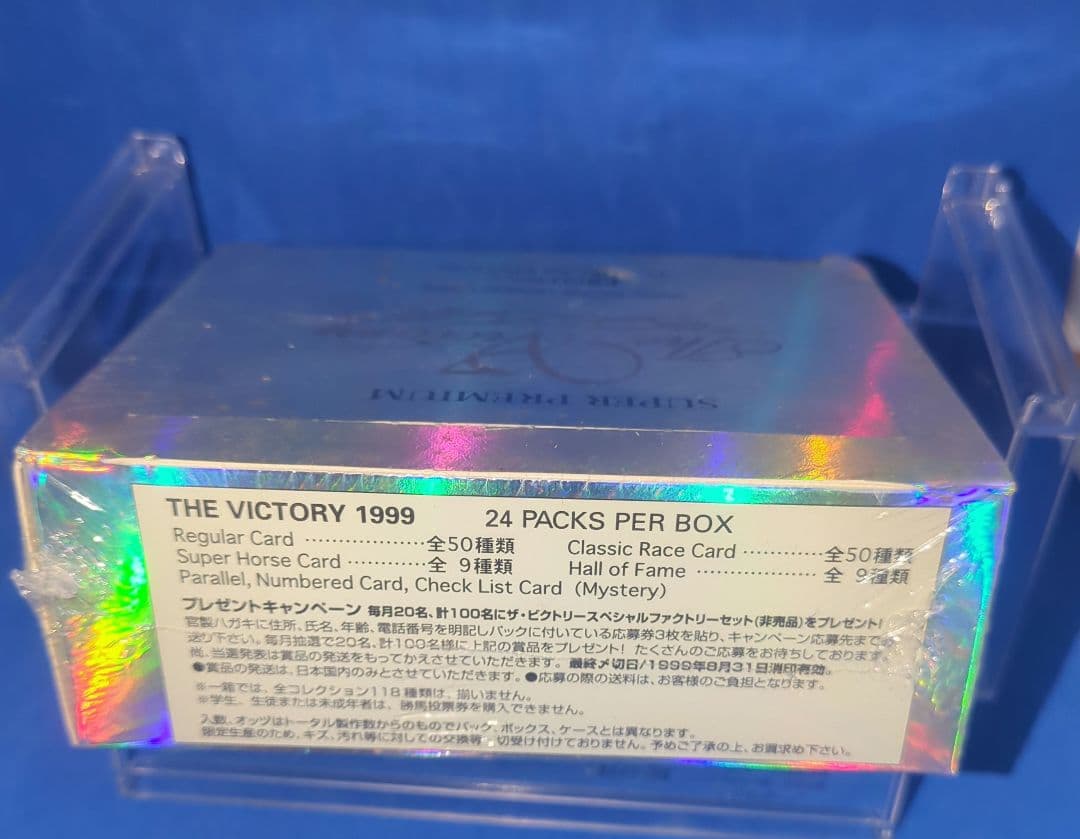 SUPER PREMIUM
THE VICTORY 1999 24 PACKS PER BOX
Regular Card ··················全50種類 Classic Race Card ············全50種類
Super Horse Card ············全 9種類 Hall of Fame ··················全 9種類
Parallel, Numbered Card, Check List Card (Mystery)
プレゼントキャンペーン 毎月20名、計100名にザ・ビクトリースペシャルファクトリーセット(非売品)をプレゼント!
官製ハガキに住所、氏名、年齢、電話番号を明記しパックに付いている応募券3枚を貼り、キャンペーン応募先まで
送り下さい。毎月抽選で20名、計100名様に上記の賞品をプレゼント! たくさんのご応募をお待ちしております。
尚、当選発表は賞品の発送をもってかえさせていただきます。最終〆切日/1999年8月31日消印有効。
●賞品の発送は、日本国内のみとさせていただきます。●応募の際の送料は、お客様のご負担となります。
※一箱では、全コレクション118種類は、揃いません。
※学生、生徒または未成年者は、勝馬投票券を購入できません。
入数、オッズはトータル製作数からのものでパック、ボックス、ケースとは異なります。
限定生産のため、キズ、汚れ等に対しての交換等一切受け付けておりません。予めご了承の上、お買求め下さい。